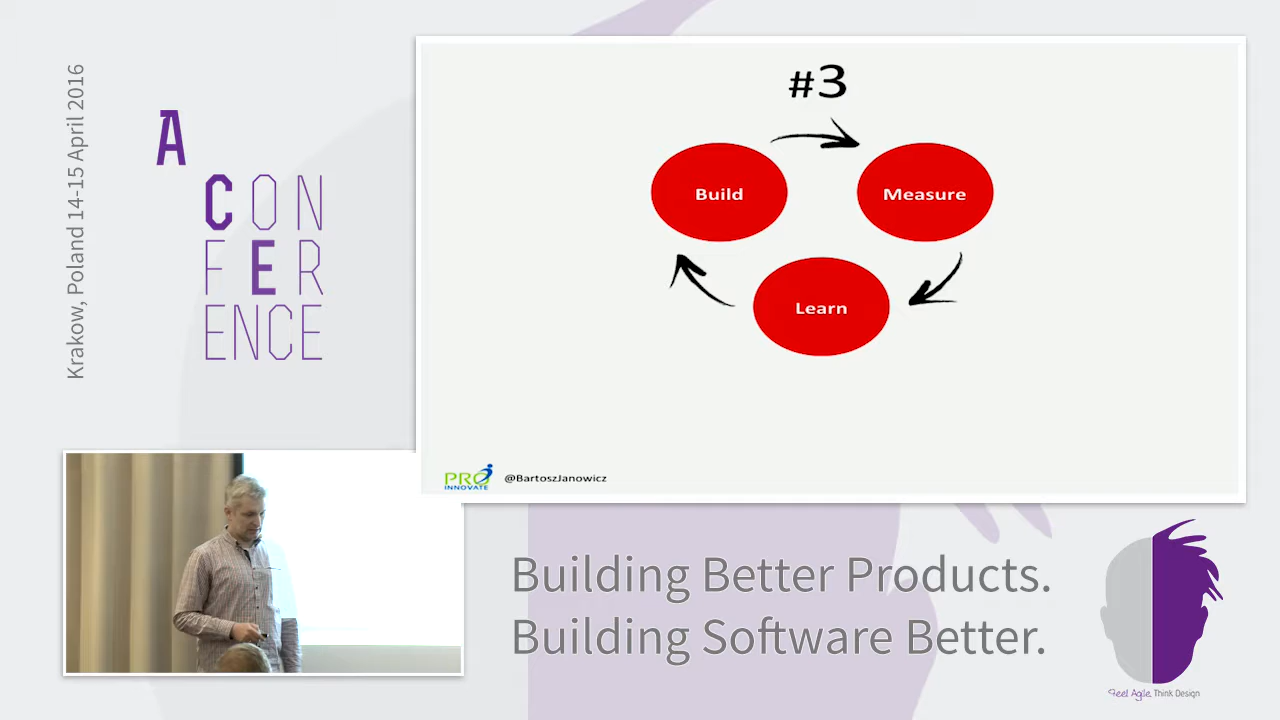 Krakow, Poland 14-15 April 2016
A
CON
FER
ENCE
#3
Build
Measure
Learn
PRO
INNOVATE
@BartoszJanowicz
Building Better Products.
Building Software Better.
Feel Agile. Think Design